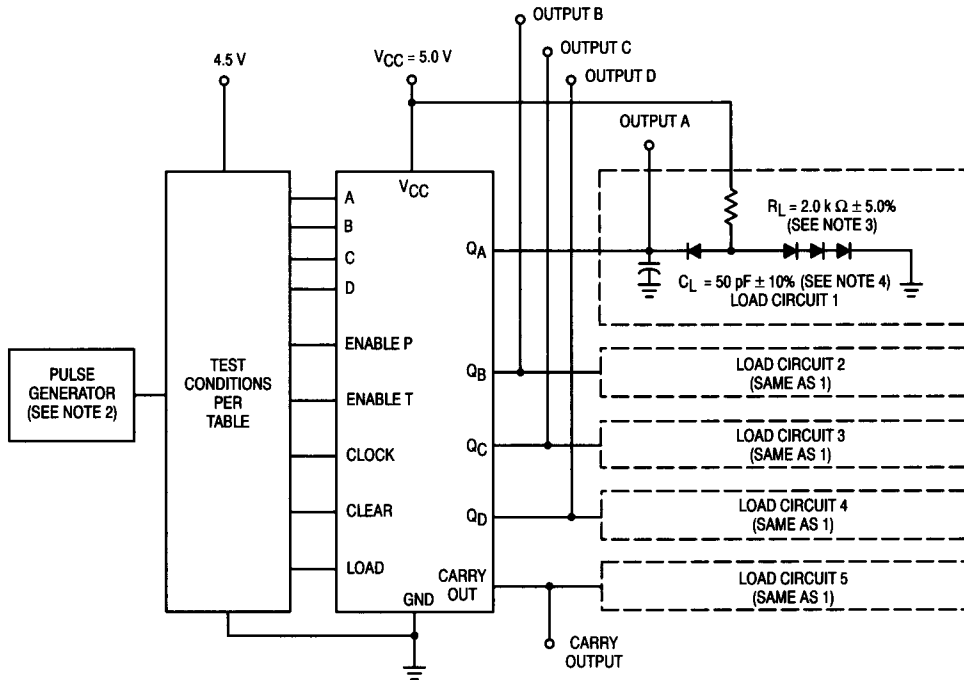 OUTPUT B
OUTPUT C
OUTPUT D
4.5 V
VCC = 5.0 V
OUTPUT A
VCC
A
B
C
D
ENABLE P
ENABLE T
CLOCK
CLEAR
LOAD
GND
QA
QB
QC
QD
CARRY
OUT
RL = 2.0 k Ω ± 5.0%
(SEE NOTE 3)
CL = 50 pF ± 10% (SEE NOTE 4)
LOAD CIRCUIT 1
PULSE
GENERATOR
(SEE NOTE 2)
TEST
CONDITIONS
PER
TABLE
LOAD CIRCUIT 2
(SAME AS 1)
LOAD CIRCUIT 3
(SAME AS 1)
LOAD CIRCUIT 4
(SAME AS 1)
LOAD CIRCUIT 5
(SAME AS 1)
CARRY
OUTPUT